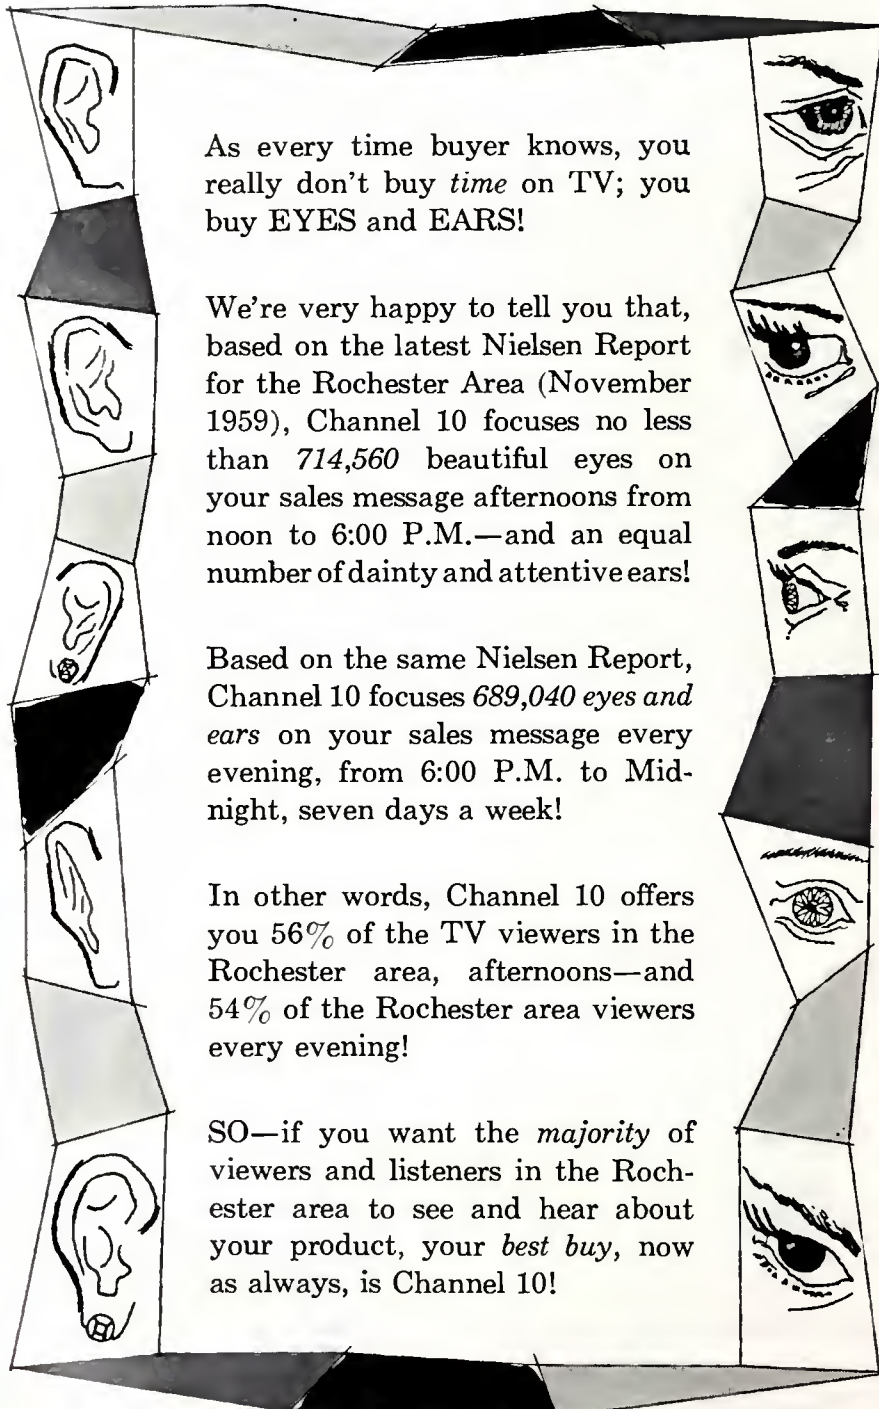 As every time buyer knows, you
really don't buy time on TV; you
buy EYES and EARS!
We're very happy to tell you that,
based on the latest Nielsen Report
for the Rochester Area (November
1959), Channel 10 focuses no less
than 714,560 beautiful eyes on
your sales message afternoons from
noon to 6:00 P.M.—and an equal
number of dainty and attentive ears!
Based on the same Nielsen Report,
Channel 10 focuses 689,040 eyes and
ears on your sales message every
evening, from 6:00 P.M. to Mid-
night, seven days a week!
In other words, Channel 10 offers
you 56% of the TV viewers in the
Rochester area, afternoons—and
54% of the Rochester area viewers
every evening!
SO—if you want the majority of
viewers and listeners in the Roch-
ester area to see and hear about
your product, your best buy, now
as always, is Channel 10!